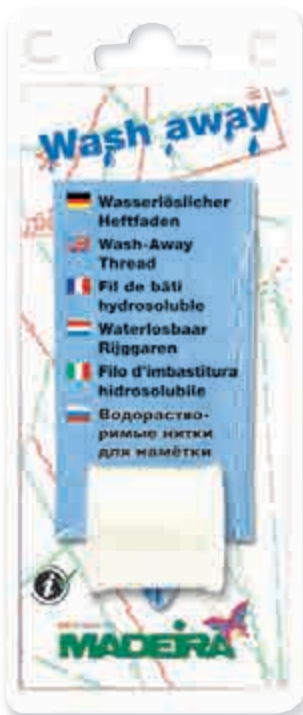 Wash away
Wasserlöslicher
Heftfaden
Wash-Away
Thread
Fil de bâti
hydrosoluble
Waterlosbaar
Rijggaren
Filo d'imbastitura
hidrosolubile
Водораство-
римые нитки
для намётки
i
MADEIRA